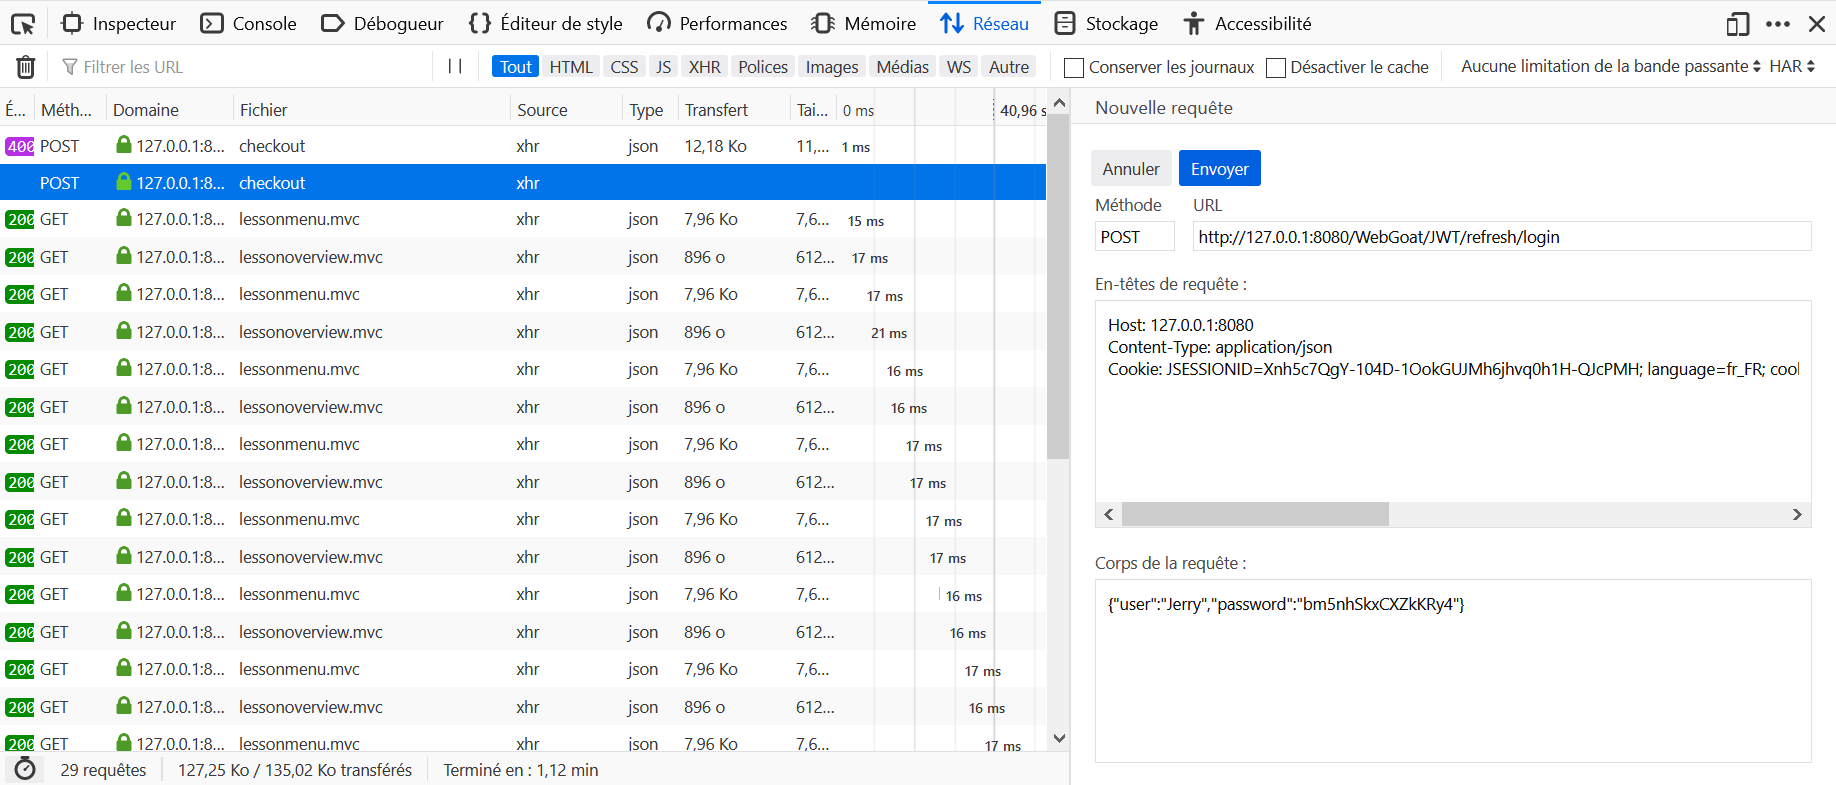 Inspecteur Console Débogueur Éditeur de style Performances Mémoire Réseau Stockage Accessibilité
Filtrer les URL Tout HTML CSS JS XHR Polices Images Médias WS Autre Conserver les journaux Désactiver le cache Aucune limitation de la bande passante HAR
É... Méth... Domaine Fichier Source Type Transfert Tai... 0 ms 40,96 s
400 POST 127.0.0.1:8... checkout xhr json 12,18 Ko 11,... 1 ms
POST 127.0.0.1:8... checkout xhr
200 GET 127.0.0.1:8... lessonmenu.mvc xhr json 7,96 Ko 7,6... 15 ms
200 GET 127.0.0.1:8... lessonoverview.mvc xhr json 896 o 612... 17 ms
200 GET 127.0.0.1:8... lessonmenu.mvc xhr json 7,96 Ko 7,6... 17 ms
200 GET 127.0.0.1:8... lessonoverview.mvc xhr json 896 o 612... 21 ms
200 GET 127.0.0.1:8... lessonmenu.mvc xhr json 7,96 Ko 7,6... 16 ms
200 GET 127.0.0.1:8... lessonoverview.mvc xhr json 896 o 612... 16 ms
200 GET 127.0.0.1:8... lessonmenu.mvc xhr json 7,96 Ko 7,6... 17 ms
200 GET 127.0.0.1:8... lessonoverview.mvc xhr json 896 o 612... 17 ms
200 GET 127.0.0.1:8... lessonmenu.mvc xhr json 7,96 Ko 7,6... 17 ms
200 GET 127.0.0.1:8... lessonoverview.mvc xhr json 896 o 612... 17 ms
200 GET 127.0.0.1:8... lessonmenu.mvc xhr json 7,96 Ko 7,6... 16 ms
200 GET 127.0.0.1:8... lessonoverview.mvc xhr json 896 o 612... 16 ms
200 GET 127.0.0.1:8... lessonmenu.mvc xhr json 7,96 Ko 7,6... 17 ms
200 GET 127.0.0.1:8... lessonoverview.mvc xhr json 896 o 612... 16 ms
200 GET 127.0.0.1:8... lessonmenu.mvc xhr json 7,96 Ko 7,6... 17 ms
29 requêtes 127,25 Ko / 135,02 Ko transférés Terminé en : 1,12 min
Nouvelle requête
Annuler Envoyer
Méthode URL
POST http://127.0.0.1:8080/WebGoat/JWT/refresh/login
En-têtes de requête :
Host: 127.0.0.1:8080
Content-Type: application/json
Cookie: JSESSIONID=Xnh5c7QgY-104D-1OokGUJMh6jhvq0h1H-QJcPMH; language=fr_FR; cool
Corps de la requête :
{"user":"Jerry","password":"bm5nhSkxCXZkKRy4"}